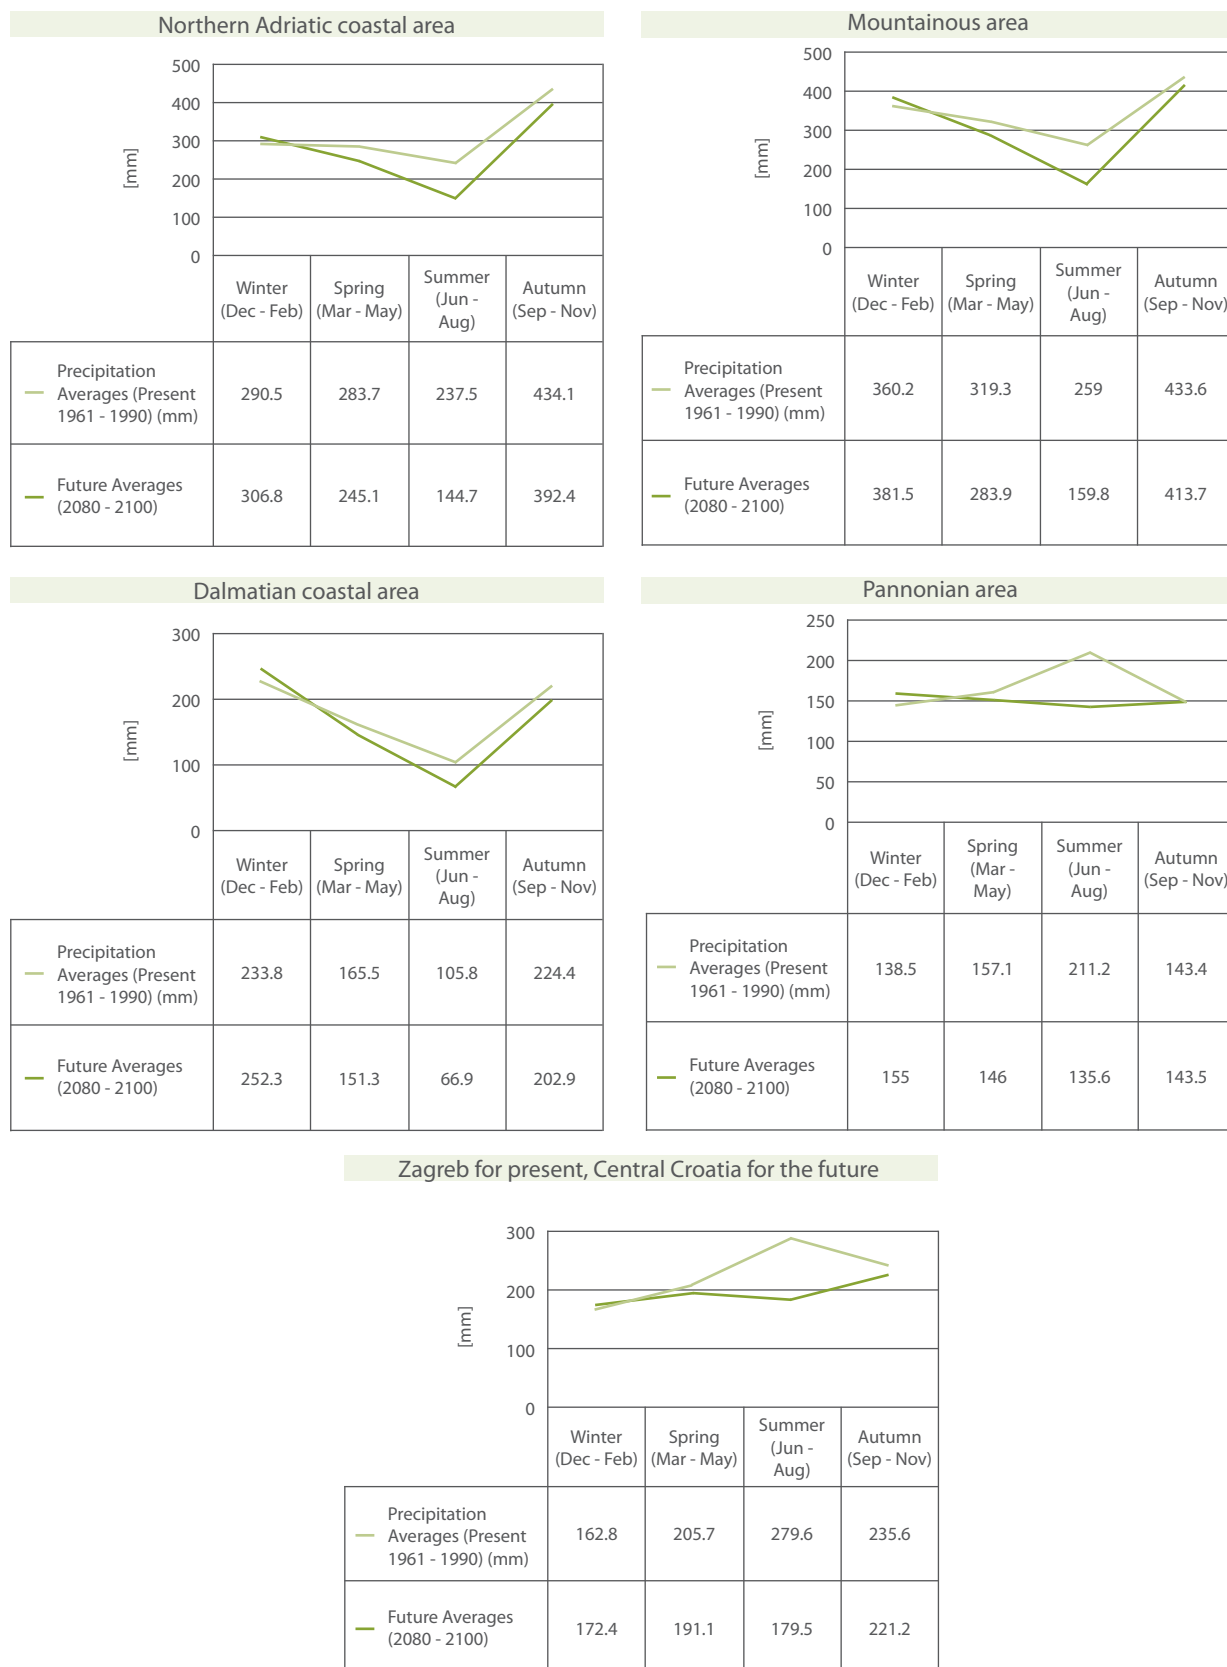 Northern Adriatic coastal area
500
400
300
200
100
0
[mm]
Winter
(Dec - Feb)
Spring
(Mar - May)
Summer
(Jun -
Aug)
Autumn
(Sep - Nov)
Precipitation
Averages (Present
1961 - 1990) (mm)
290.5
283.7
237.5
434.1
Future Averages
(2080 - 2100)
306.8
245.1
144.7
392.4
Mountainous area
500
400
300
200
100
0
[mm]
Winter
(Dec - Feb)
Spring
(Mar - May)
Summer
(Jun -
Aug)
Autumn
(Sep - Nov)
Precipitation
Averages (Present
1961 - 1990) (mm)
360.2
319.3
259
433.6
Future Averages
(2080 - 2100)
381.5
283.9
159.8
413.7
Dalmatian coastal area
300
200
100
0
[mm]
Winter
(Dec - Feb)
Spring
(Mar - May)
Summer
(Jun -
Aug)
Autumn
(Sep - Nov)
Precipitation
Averages (Present
1961 - 1990) (mm)
233.8
165.5
105.8
224.4
Future Averages
(2080 - 2100)
252.3
151.3
66.9
202.9
Pannonian area
250
200
150
100
50
0
[mm]
Winter
(Dec - Feb)
Spring
(Mar -
May)
Summer
(Jun -
Aug)
Autumn
(Sep - Nov)
Precipitation
Averages (Present
1961 - 1990) (mm)
138.5
157.1
211.2
143.4
Future Averages
(2080 - 2100)
155
146
135.6
143.5
Zagreb for present, Central Croatia for the future
300
200
100
0
[mm]
Winter
(Dec - Feb)
Spring
(Mar - May)
Summer
(Jun -
Aug)
Autumn
(Sep - Nov)
Precipitation
Averages (Present
1961 - 1990) (mm)
162.8
205.7
279.6
235.6
Future Averages
(2080 - 2100)
172.4
191.1
179.5
221.2